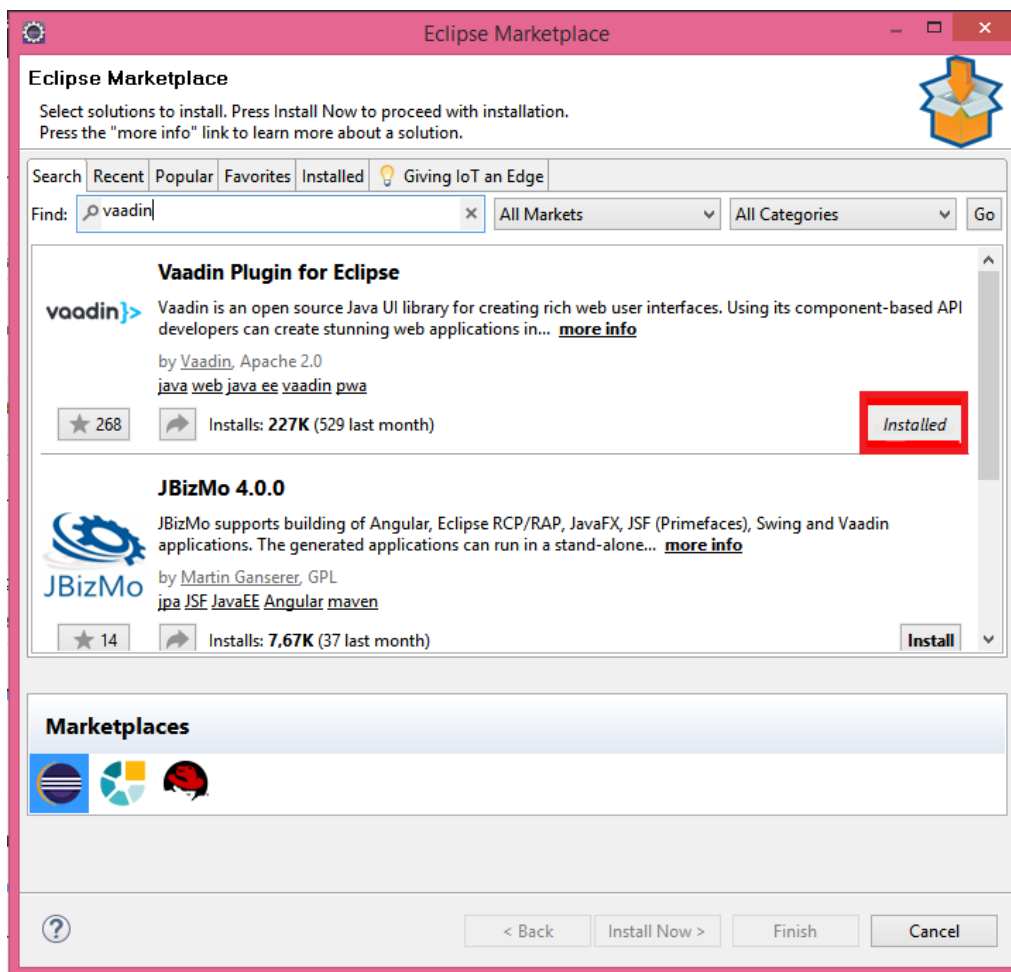 Eclipse Marketplace
Eclipse Marketplace
Select solutions to install. Press Install Now to proceed with installation.
Press the "more info" link to learn more about a solution.
Search Recent Popular Favorites Installed Giving IoT an Edge
Find: vaadin All Markets All Categories Go
Vaadin Plugin for Eclipse
vaadin}>
Vaadin is an open source Java UI library for creating rich web user interfaces. Using its component-based API
developers can create stunning web applications in... more info
by Vaadin, Apache 2.0
java web java ee vaadin pwa
268 Installs: 227K (529 last month) Installed
JBizMo 4.0.0
JBizMo supports building of Angular, Eclipse RCP/RAP, JavaFX, JSF (Primefaces), Swing and Vaadin
applications. The generated applications can run in a stand-alone... more info
JBizMo
by Martin Ganserer, GPL
jpa JSF JavaEE Angular maven
14 Installs: 7,67K (37 last month) Install
Marketplaces
? < Back Install Now > Finish Cancel